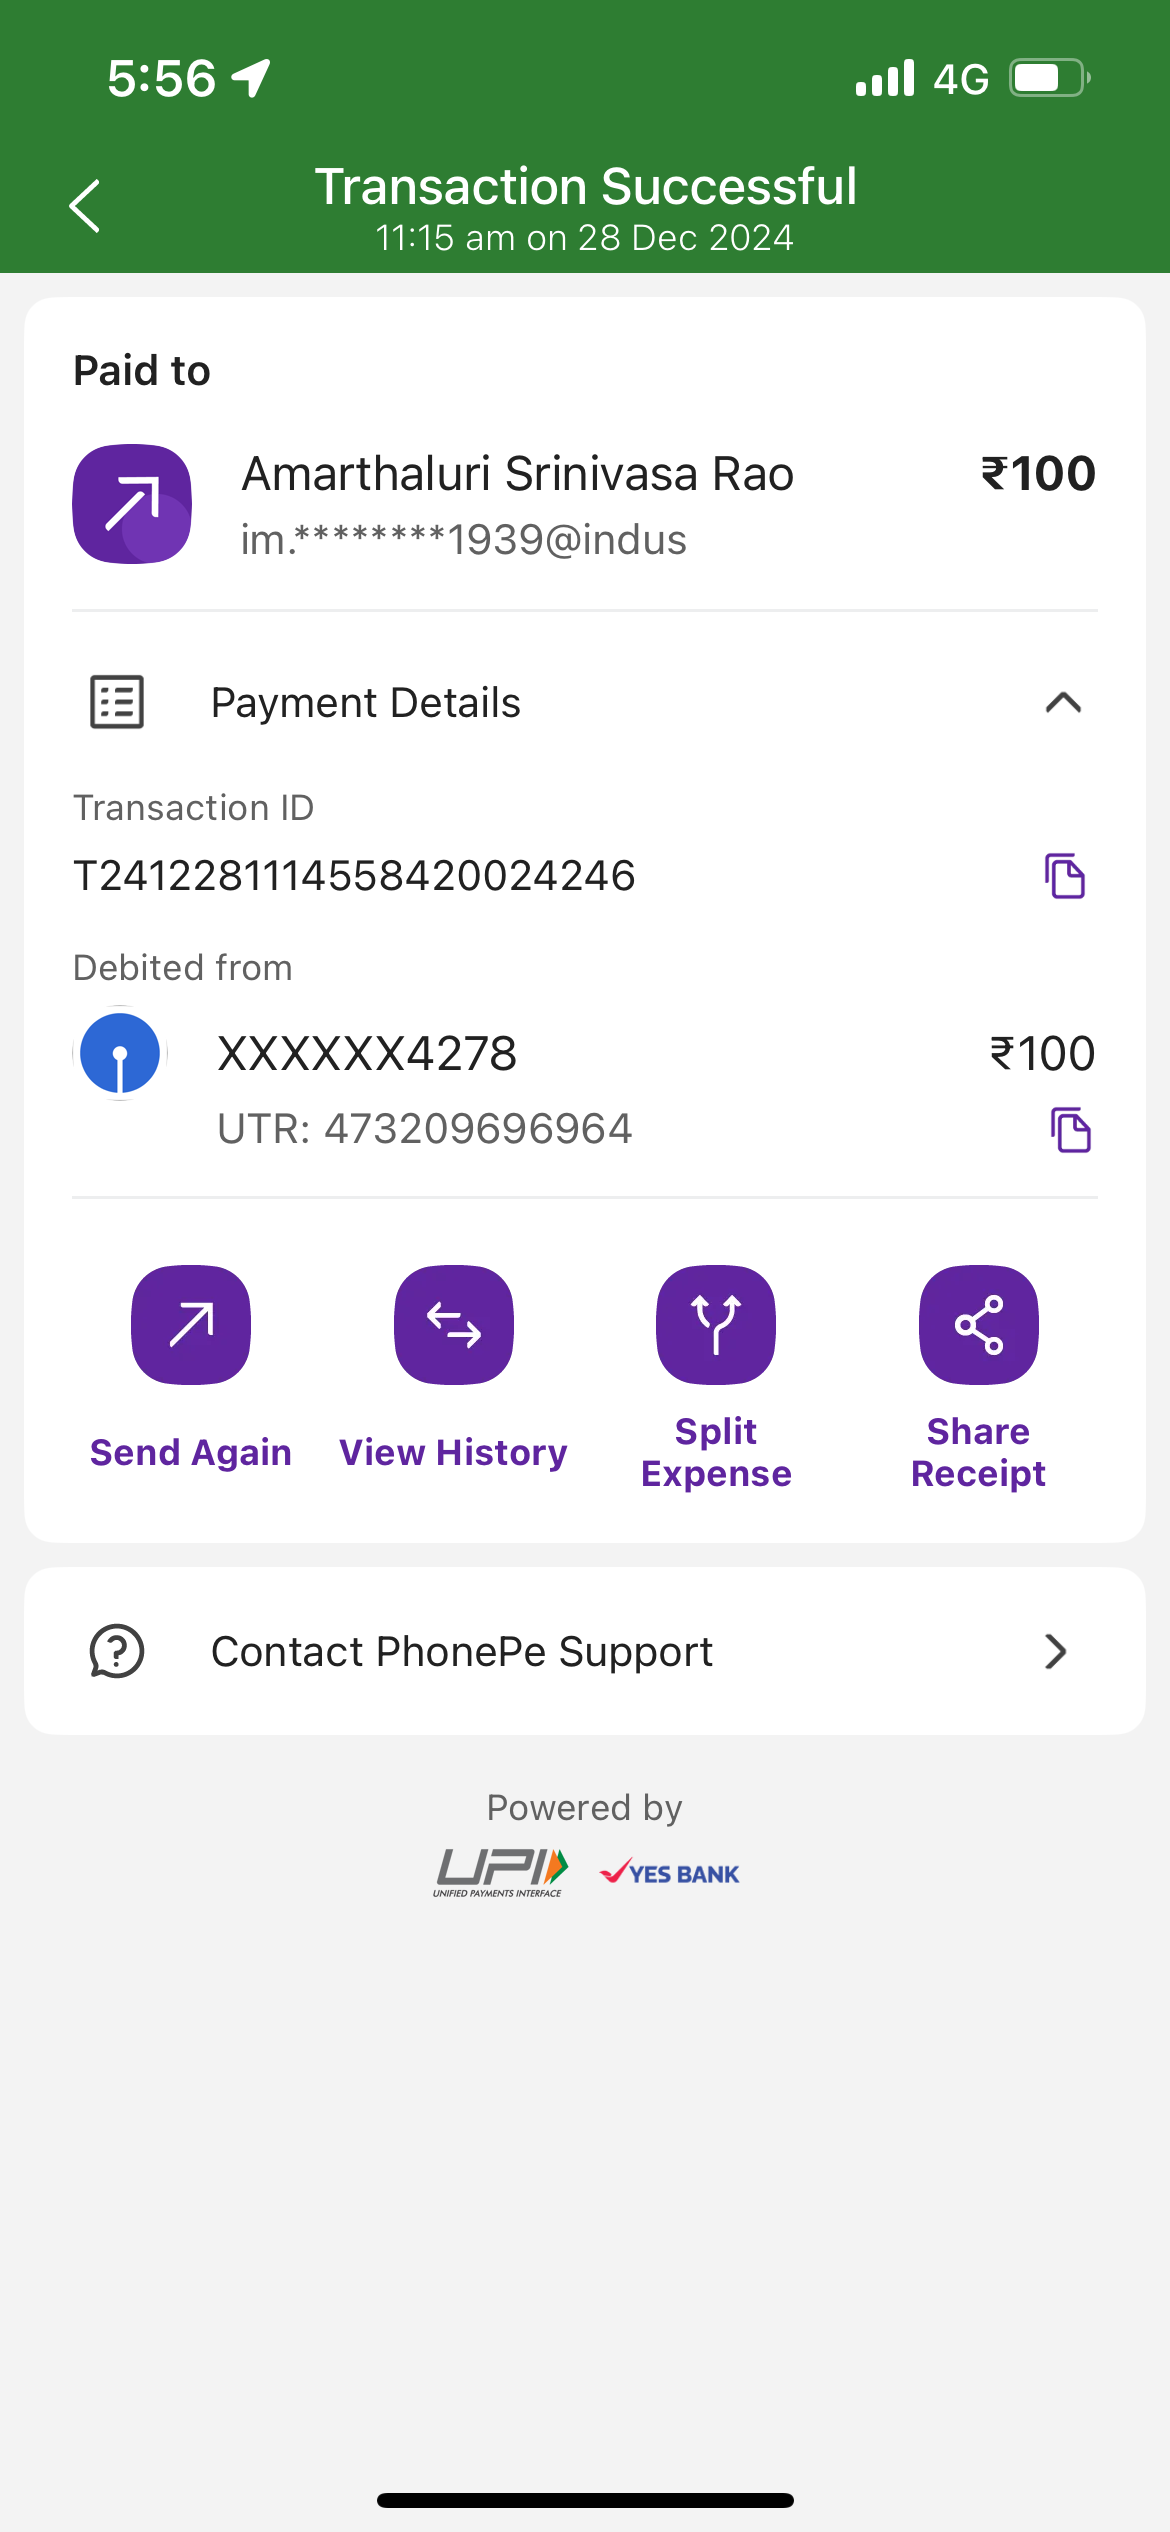 5:56
4G
Transaction Successful
11:15 am on 28 Dec 2024
Paid to
Amarthaluri Srinivasa Rao
₹100
im.********1939@indus
Payment Details
Transaction ID
T2412281114558420024246
Debited from
XXXXXX4278
₹100
UTR: 473209696964
Send Again
View History
Split
Expense
Share
Receipt
Contact PhonePe Support
Powered by
UPI
UNIFIED PAYMENTS INTERFACE
YES BANK